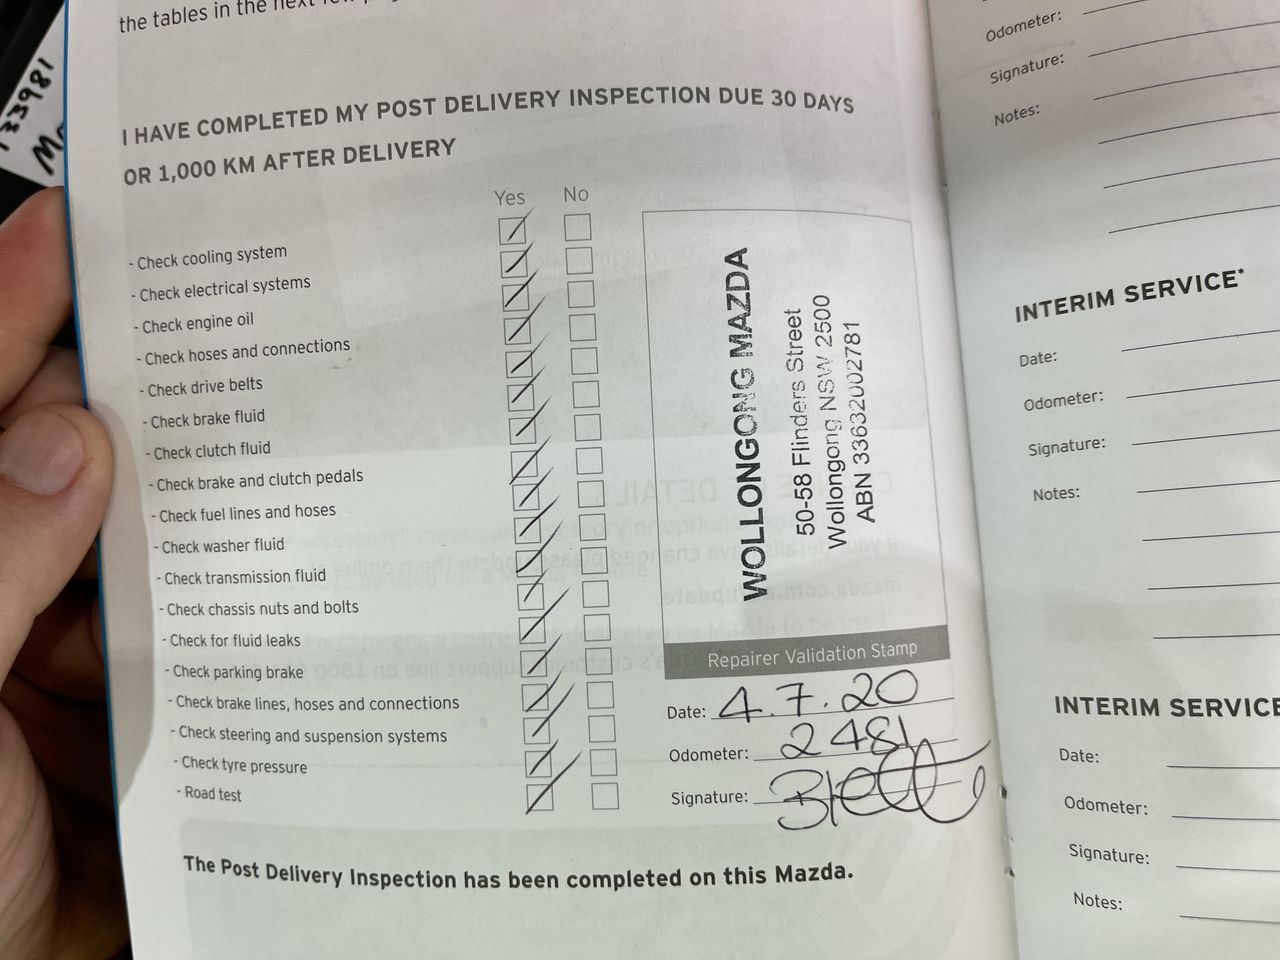 the tables in the next few
133981
I HAVE COMPLETED MY POST DELIVERY INSPECTION DUE 30 DAYS
OR 1,000 KM AFTER DELIVERY
Yes No
- Check cooling system
- Check electrical systems
- Check engine oil
- Check hoses and connections
- Check drive belts
- Check brake fluid
- Check clutch fluid
- Check brake and clutch pedals
- Check fuel lines and hoses
- Check washer fluid
- Check transmission fluid
- Check chassis nuts and bolts
- Check for fluid leaks
- Check parking brake
- Check brake lines, hoses and connections
- Check steering and suspension systems
- Check tyre pressure
- Road test
WOLLONGONG MAZDA
50-58 Flinders Street
Wollongong NSW 2500
ABN 33632002781
Repairer Validation Stamp
Date: 4.7.20
Odometer: 2481
Signature:
The Post Delivery Inspection has been completed on this Mazda.
Odometer:
Signature:
Notes:
INTERIM SERVICE*
Date:
Odometer:
Signature:
Notes:
INTERIM SERVICE
Date:
Odometer:
Signature:
Notes: